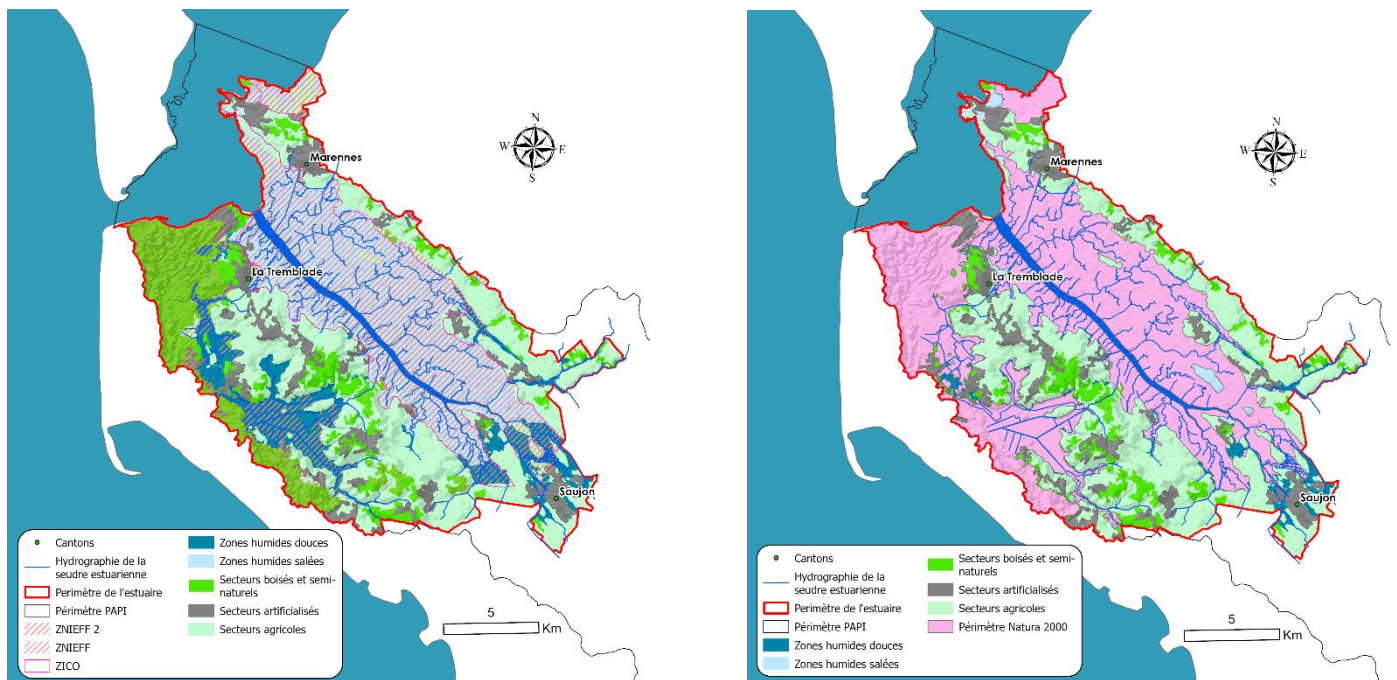 N
W E
S
Marennes
La Tremblade
Saujon
Cantons
Hydrographie de la
seudre estuarienne
Perimètre de l'estuaire
Périmètre PAPI
ZNIEFF 2
ZNIEFF
ZICO
Zones humides douces
Zones humides salées
Secteurs boisés et semi-
naturels
Secteurs artificialisés
Secteurs agricoles
5
Km
N
W E
S
Marennes
La Tremblade
Saujon
Cantons
Hydrographie de la
seudre estuarienne
Perimètre de l'estuaire
Périmètre PAPI
Zones humides douces
Zones humides salées
Secteurs boisés et semi-
naturels
Secteurs artificialisés
Secteurs agricoles
Périmètre Natura 2000
5
Km